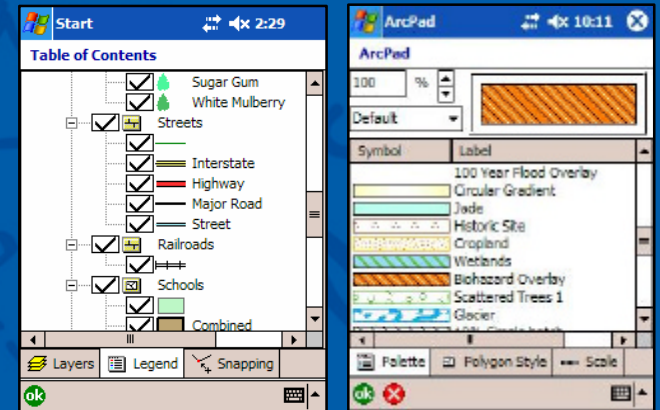 Start 2:29
Table of Contents
Sugar Gum
White Mulberry
Streets
Interstate
Highway
Major Road
Street
Railroads
Schools
Combined
Layers Legend Snapping
ok
ArcPad 10:11
ArcPad
100 %
Default
Symbol Label
100 Year Flood Overlay
Circular Gradient
Jade
Historic Site
Cropland
Wetlands
Biohazard Overlay
Scattered Trees 1
Glacier
Palette Polygon Style Scale
ok